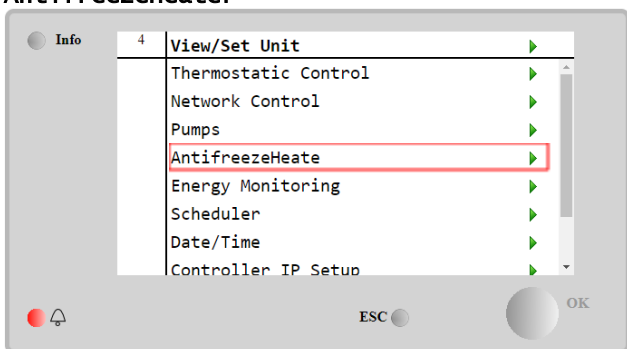 Info
4 View/Set Unit
Thermostatic Control
Network Control
Pumps
AntifreezeHeate
Energy Monitoring
Scheduler
Date/Time
Controller IP Setup
ESC
OK